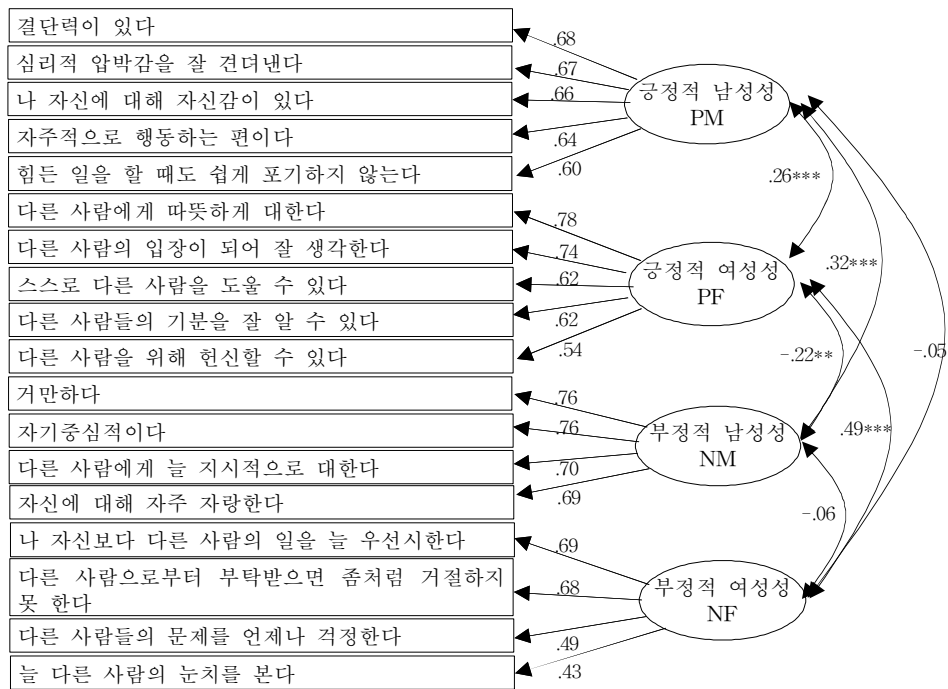 결단력이 있다
심리적 압박감을 잘 견뎌낸다
나 자신에 대해 자신감이 있다
자주적으로 행동하는 편이다
힘든 일을 할 때도 쉽게 포기하지 않는다
.68
.67
.66
.64
.60
긍정적 남성성
PM
다른 사람에게 따뜻하게 대한다
다른 사람의 입장이 되어 잘 생각한다
스스로 다른 사람을 도울 수 있다
다른 사람들의 기분을 잘 알 수 있다
다른 사람을 위해 헌신할 수 있다
.78
.74
.62
.62
.54
긍정적 여성성
PF
거만하다
자기중심적이다
다른 사람에게 늘 지시적으로 대한다
자신에 대해 자주 자랑한다
.76
.76
.70
.69
부정적 남성성
NM
나 자신보다 다른 사람의 일을 늘 우선시한다
다른 사람으로부터 부탁받으면 좀처럼 거절하지
못 한다
다른 사람들의 문제를 언제나 걱정한다
늘 다른 사람의 눈치를 본다
.69
.68
.49
.43
부정적 여성성
NF
.26***
.32***
-.22**
-.05
.49***
-.06